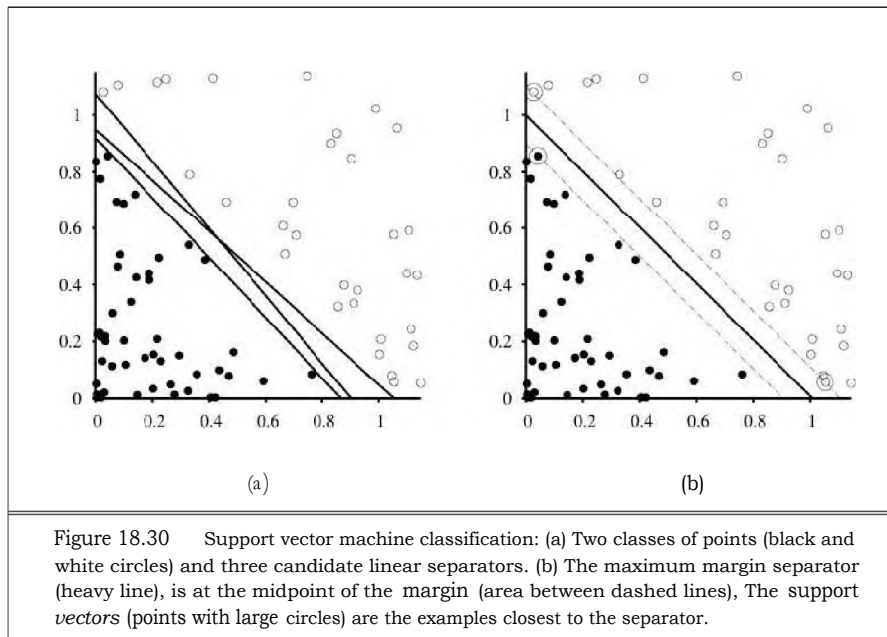 1
0.8
0.6
0.4
0.2
0
0 0.2 0.4 0.6 0.8 1
(a)
1
0.8
0.6
0.4
0.2
0
0 0.2 0.4 0.6 0.8 1
(b)
Figure 18.30 Support vector machine classification: (a) Two classes of points (black and
white circles) and three candidate linear separators. (b) The maximum margin separator
(heavy line), is at the midpoint of the margin (area between dashed lines), The support
vectors (points with large circles) are the examples closest to the separator.